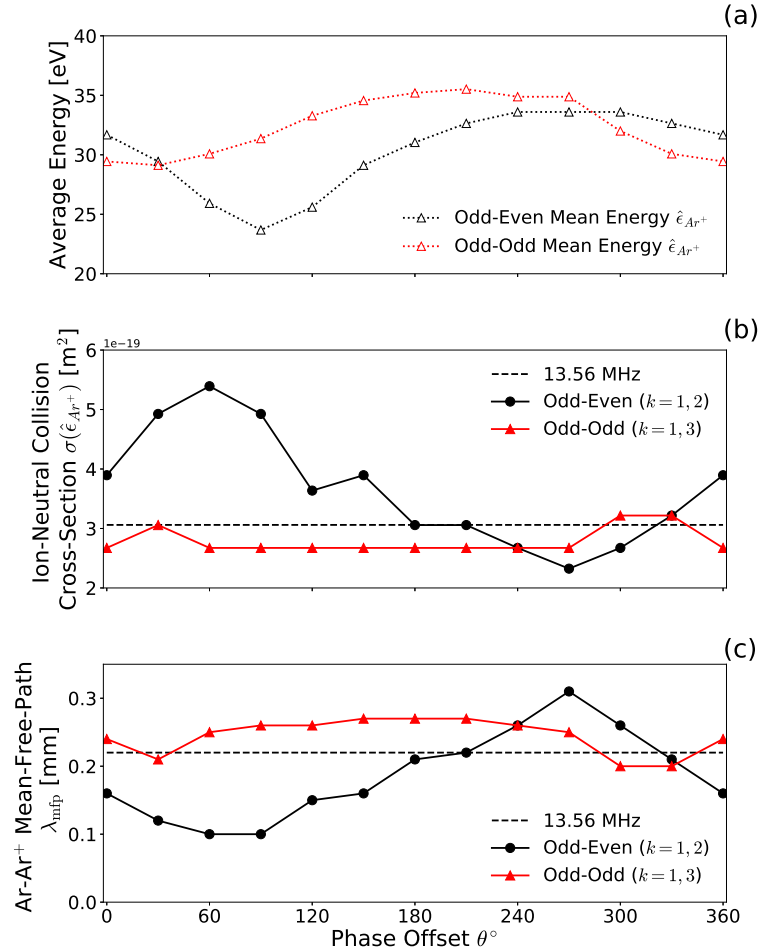 (a)
40
35
30
25
20
Average Energy [eV]
Odd-Even Mean Energy ε̂_{Ar⁺}
Odd-Odd Mean Energy ε̂_{Ar⁺}
(b)
1e−19
6
5
4
3
2
Ion-Neutral Collision
Cross-Section σ(ε̂_{Ar⁺}) [m²]
13.56 MHz
Odd-Even (k = 1, 2)
Odd-Odd (k = 1, 3)
(c)
0.3
0.2
0.1
0.0
Ar-Ar⁺ Mean-Free-Path
λ_{mfp} [mm]
13.56 MHz
Odd-Even (k = 1, 2)
Odd-Odd (k = 1, 3)
0 60 120 180 240 300 360
Phase Offset θ°